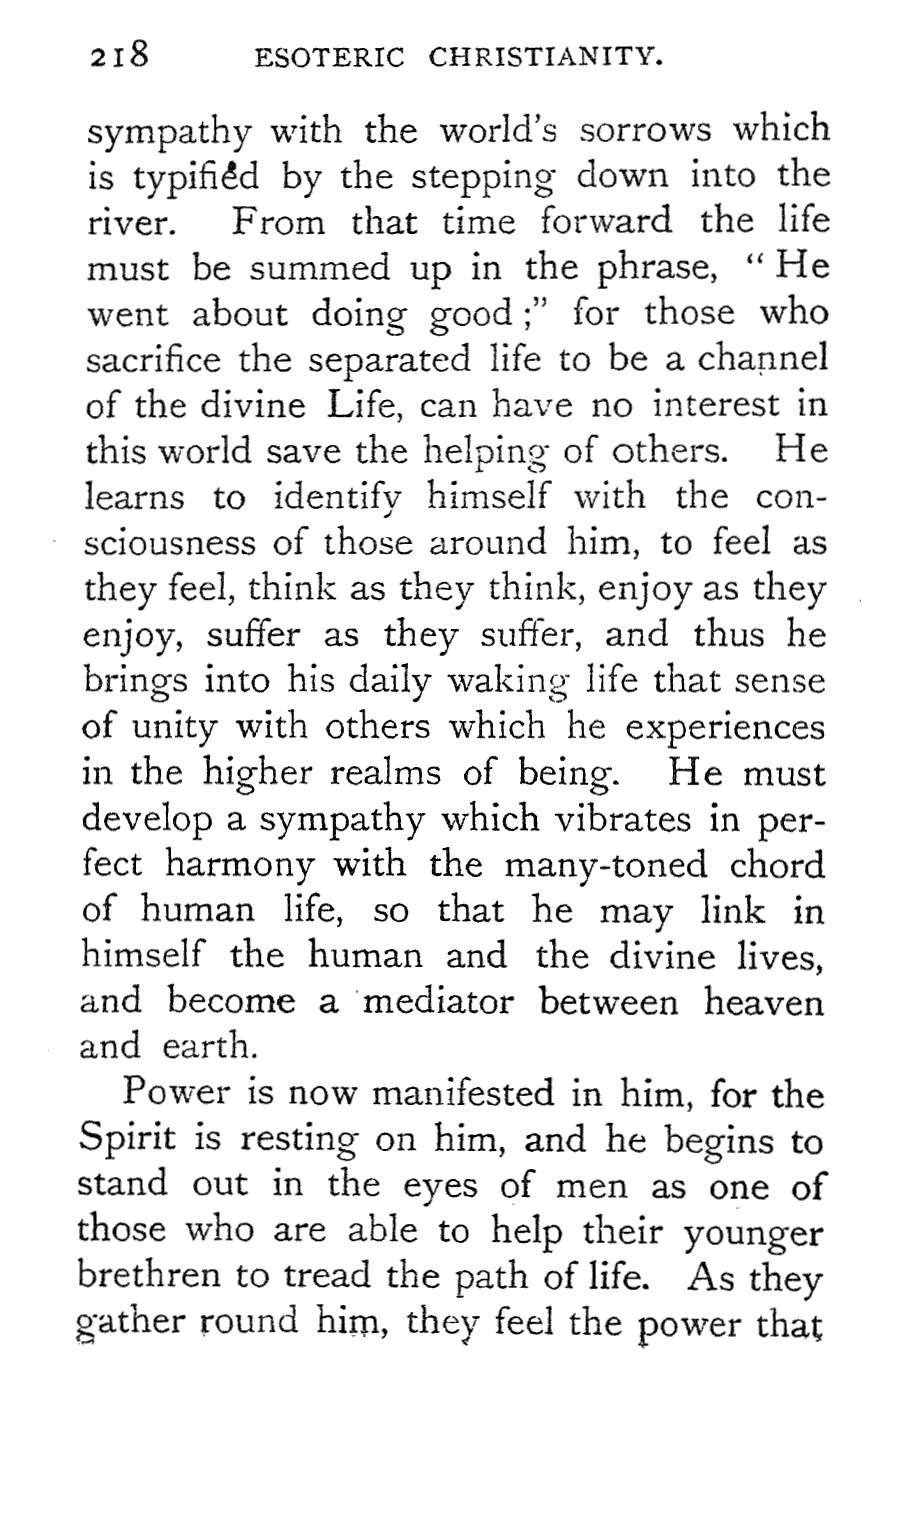 218 ESOTERIC CHRISTIANITY.
sympathy with the world's sorrows which
is typified by the stepping down into the
river. From that time forward the life
must be summed up in the phrase, “ He
went about doing good ;” for those who
sacrifice the separated life to be a channel
of the divine Life, can have no interest in
this world save the helping of others. He
learns to identify himself with the con-
sciousness of those around him, to feel as
they feel, think as they think, enjoy as they
enjoy, suffer as they suffer, and thus he
brings into his daily waking life that sense
of unity with others which he experiences
in the higher realms of being. He must
develop a sympathy which vibrates in per-
fect harmony with the many-toned chord
of human life, so that he may link in
himself the human and the divine lives,
and become a mediator between heaven
and earth.
Power is now manifested in him, for the
Spirit is resting on him, and he begins to
stand out in the eyes of men as one of
those who are able to help their younger
brethren to tread the path of life. As they
gather round him, they feel the power that